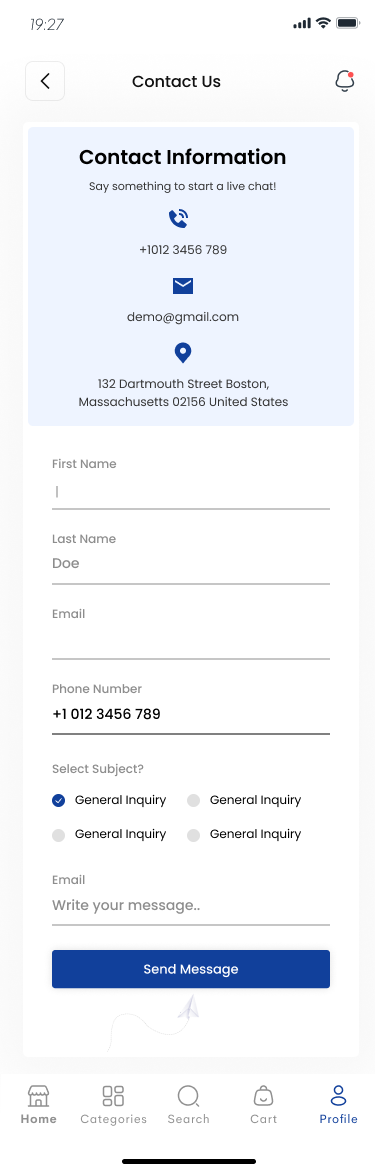 19:27
Contact Us
Contact Information
Say something to start a live chat!
+1012 3456 789
demo@gmail.com
132 Dartmouth Street Boston,
Massachusetts 02156 United States
First Name
Last Name
Doe
Email
Phone Number
+1 012 3456 789
Select Subject?
General Inquiry General Inquiry
General Inquiry General Inquiry
Email
Write your message..
Send Message
Home Categories Search Cart Profile